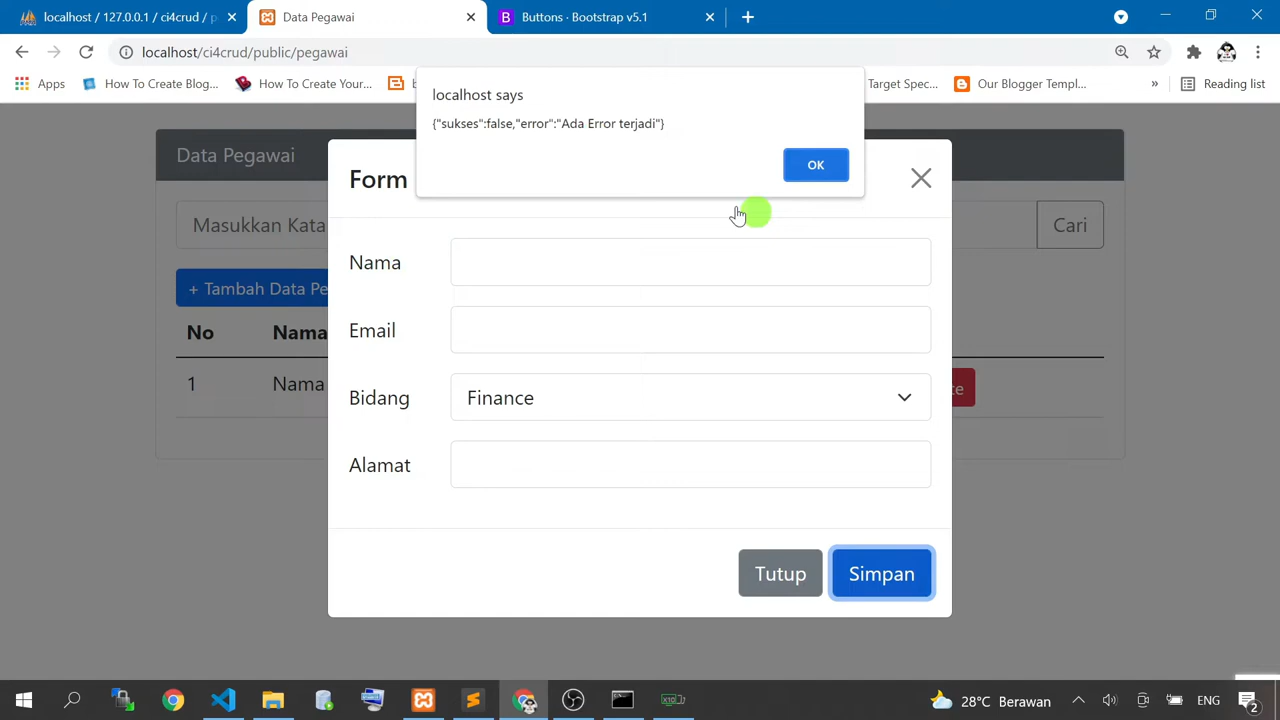 localhost / 127.0.0.1 / ci4crud / p
Data Pegawai
Buttons · Bootstrap v5.1
localhost/ci4crud/public/pegawai
Apps
How To Create Blog...
How To Create Your...
Target Spec...
Our Blogger Templ...
»
Reading list
localhost says
{"sukses":false,"error":"Ada Error terjadi"}
OK
Data Pegawai
Form
Masukkan Kata
Cari
+ Tambah Data Pe
Nama
Email
No
Nama
1
Nama
Bidang
Finance
Alamat
Tutup
Simpan
28°C Berawan
ENG
2